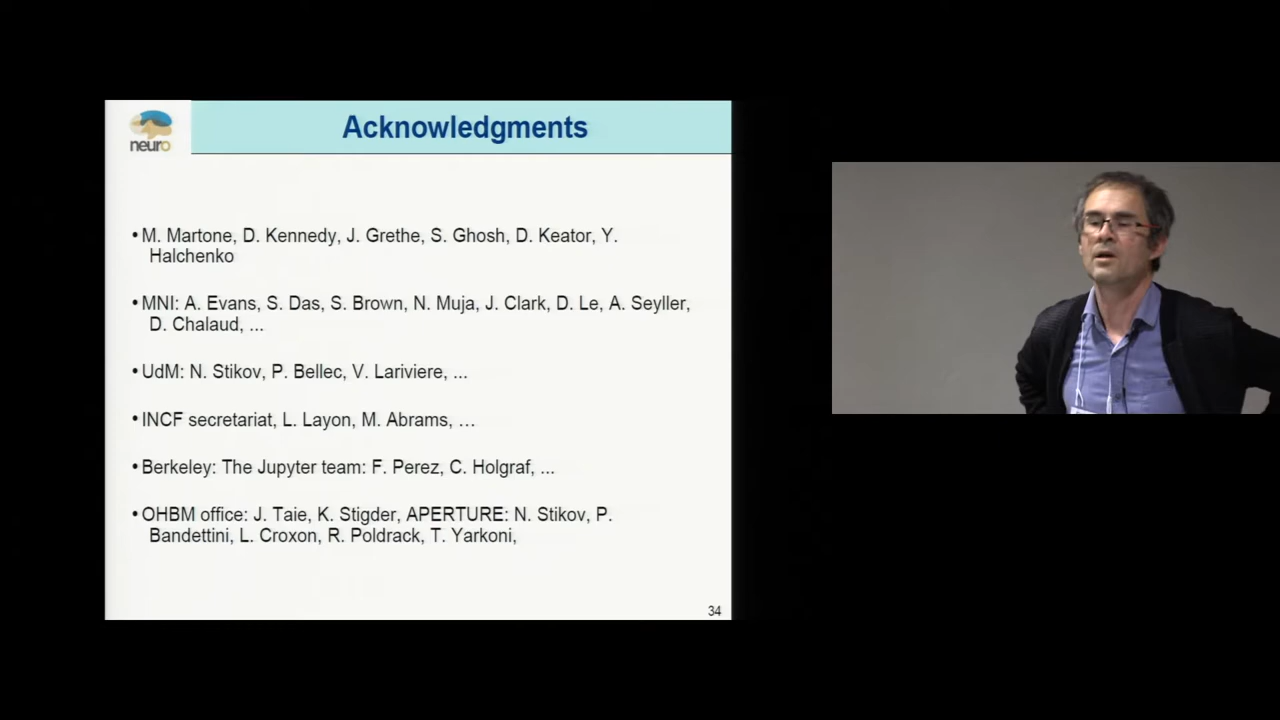 neuro
Acknowledgments
• M. Martone, D. Kennedy, J. Grethe, S. Ghosh, D. Keator, Y.
Halchenko
• MNI: A. Evans, S. Das, S. Brown, N. Muja, J. Clark, D. Le, A. Seyller,
D. Chalaud, ...
• UdM: N. Stikov, P. Bellec, V. Lariviere, ...
• INCF secretariat, L. Layon, M. Abrams, …
• Berkeley: The Jupyter team: F. Perez, C. Holgraf, ...
• OHBM office: J. Taie, K. Stigder, APERTURE: N. Stikov, P.
Bandettini, L. Croxon, R. Poldrack, T. Yarkoni,
34